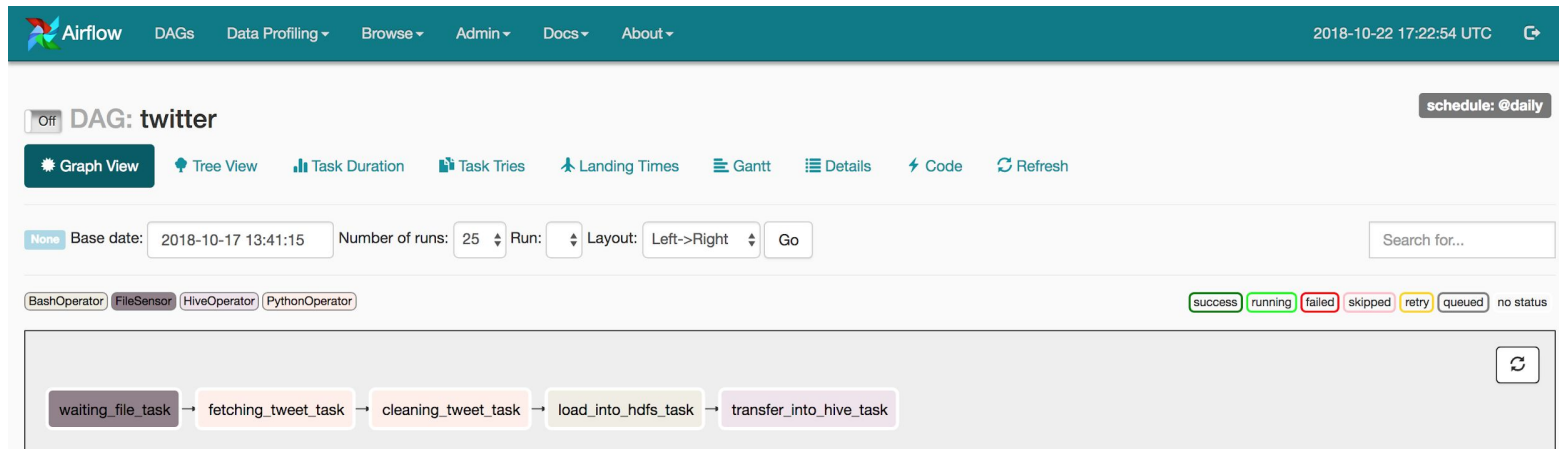 Airflow DAGs Data Profiling Browse Admin Docs About 2018-10-22 17:22:54 UTC
schedule: @daily
Off DAG: twitter
Graph View Tree View Task Duration Task Tries Landing Times Gantt Details Code Refresh
None Base date: 2018-10-17 13:41:15 Number of runs: 25 Run: Layout: Left->Right Go Search for...
BashOperator FileSensor HiveOperator PythonOperator success running failed skipped retry queued no status
waiting_file_task fetching_tweet_task cleaning_tweet_task load_into_hdfs_task transfer_into_hive_task